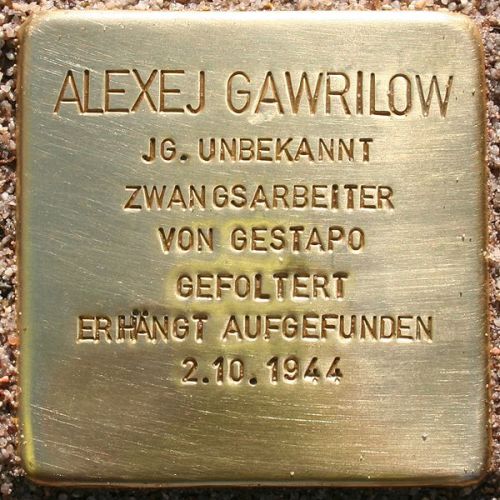 ALEXEJ GAWRILOW
JG. UNBEKANNT
ZWANGSARBEITER
VON GESTAPO
GEFOLTERT
ERHÄNGT AUFGEFUNDEN
2.10.1944